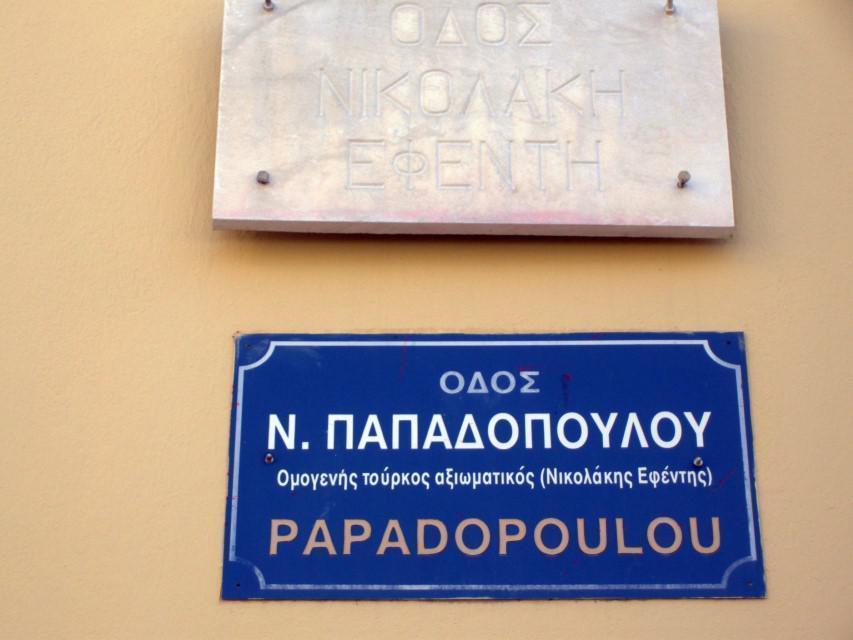 ΟΔΟΣ
ΝΙΚΟΛΑΚΗ
ΕΦΕΝΤΗ
ΟΔΟΣ
Ν. ΠΑΠΑΔΟΠΟΥΛΟΥ
Ομογενής τούρκος αξιωματικός (Νικολάκης Εφέντης)
PAPADOPOULOU